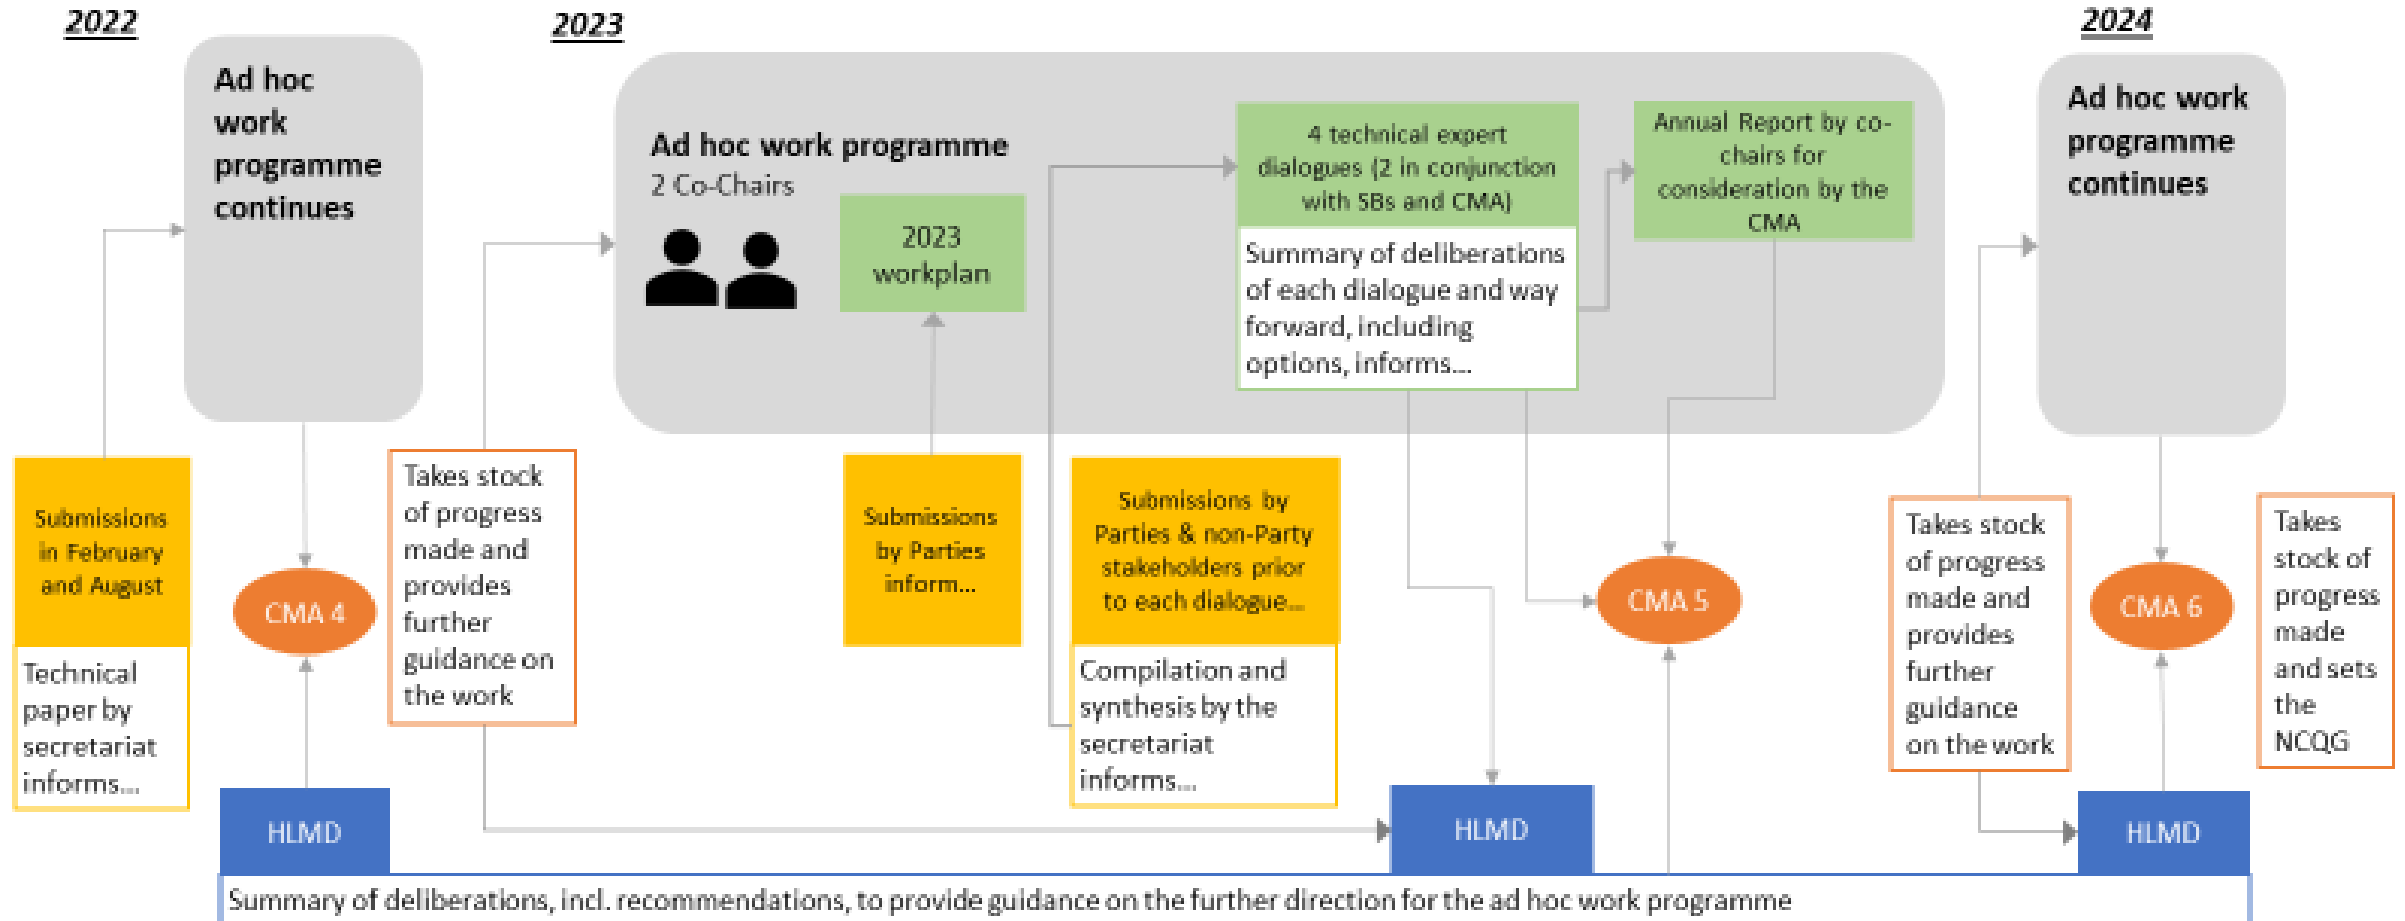 2022
Ad hoc
work
programme
continues
Submissions
in February
and August
Technical
paper by
secretariat
informs...
CMA 4
HLMD
Takes stock
of progress
made and
provides
further
guidance on
the work
2023
Ad hoc work programme
2 Co-Chairs
2023
workplan
Submissions
by Parties
inform...
Submissions by
Parties & non-Party
stakeholders prior
to each dialogue...
Compilation and
synthesis by the
secretariat
informs...
4 technical expert
dialogues (2 in conjunction
with SBs and CMA)
Summary of deliberations
of each dialogue and way
forward, including
options, informs...
Annual Report by co-
chairs for
consideration by the
CMA
CMA 5
HLMD
2024
Ad hoc work
programme
continues
Takes stock
of progress
made and
provides
further
guidance
on the work
CMA 6
HLMD
Takes
stock of
progress
made
and sets
the
NCQG
Summary of deliberations, incl. recommendations, to provide guidance on the further direction for the ad hoc work programme